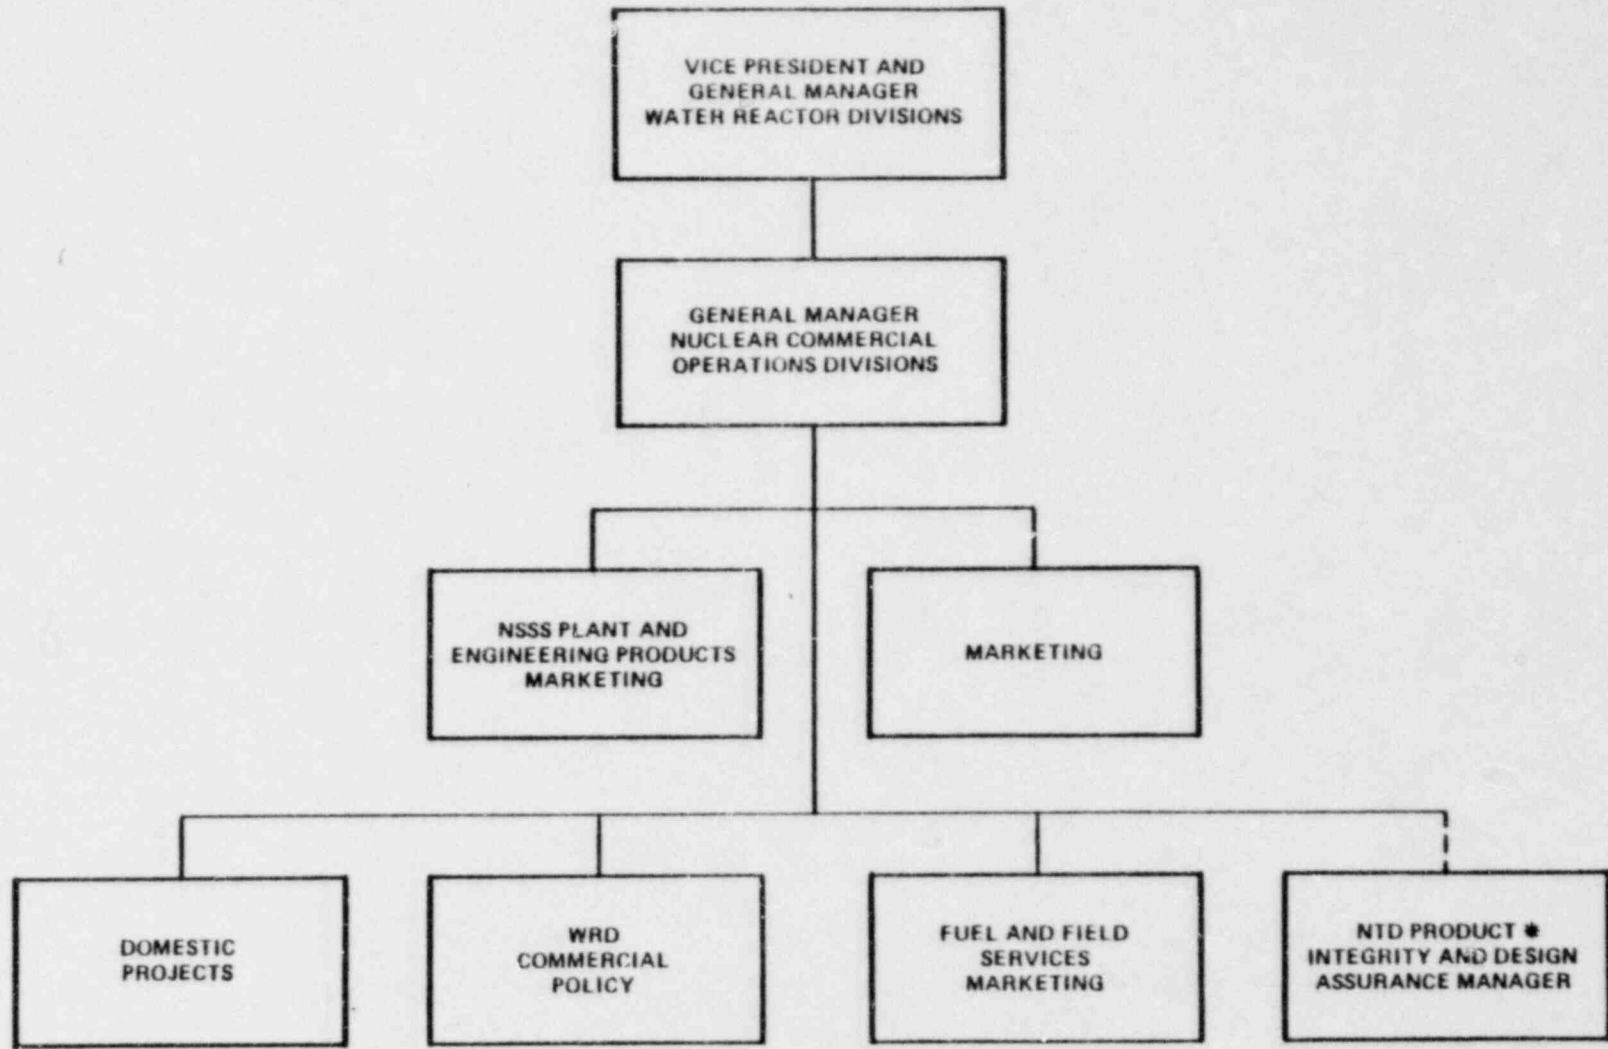 VICE PRESIDENT AND
GENERAL MANAGER
WATER REACTOR DIVISIONS
GENERAL MANAGER
NUCLEAR COMMERCIAL
OPERATIONS DIVISIONS
NSSS PLANT AND
ENGINEERING PRODUCTS
MARKETING
MARKETING
DOMESTIC
PROJECTS
WRD
COMMERCIAL
POLICY
FUEL AND FIELD
SERVICES
MARKETING
NTD PRODUCT *
INTEGRITY AND DESIGN
ASSURANCE MANAGER